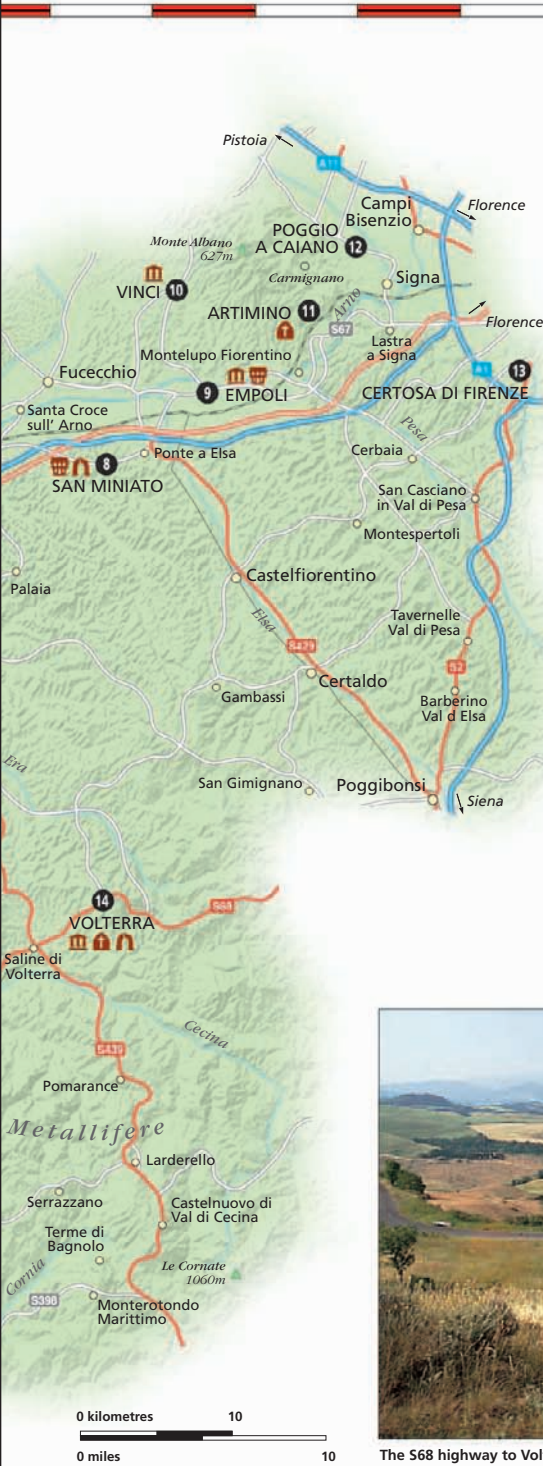 Pistoia
A11
Florence
Campi
Bisenzio
POGGIO
A CAIANO
12
Monte Albano
627m
Carmignano
Signa
VINCI
10
ARTIMINO
11
Arno
S67
Florence
Lastra
a Signa
Montelupo Fiorentino
Fucecchio
A1
13
9
EMPOLI
CERTOSA DI FIRENZE
Santa Croce
sull' Arno
Pesa
Ponte a Elsa
Cerbaia
8
SAN MINIATO
San Casciano
in Val di Pesa
Montespertoli
Palaia
Castelfiorentino
Elsa
Tavernelle
Val di Pesa
S429
S2
Certaldo
Gambassi
Barberino
Val d Elsa
Era
San Gimignano
Poggibonsi
Siena
14
S68
VOLTERRA
Saline di
Volterra
Cecina
S439
Pomarance
Metallifere
Larderello
Serrazzano
Castelnuovo di
Val di Cecina
Terme di
Bagnolo
Cornia
Le Cornate
1060m
S398
Monterotondo
Marittimo
0 kilometres 10
0 miles 10
The S68 highway to Vol